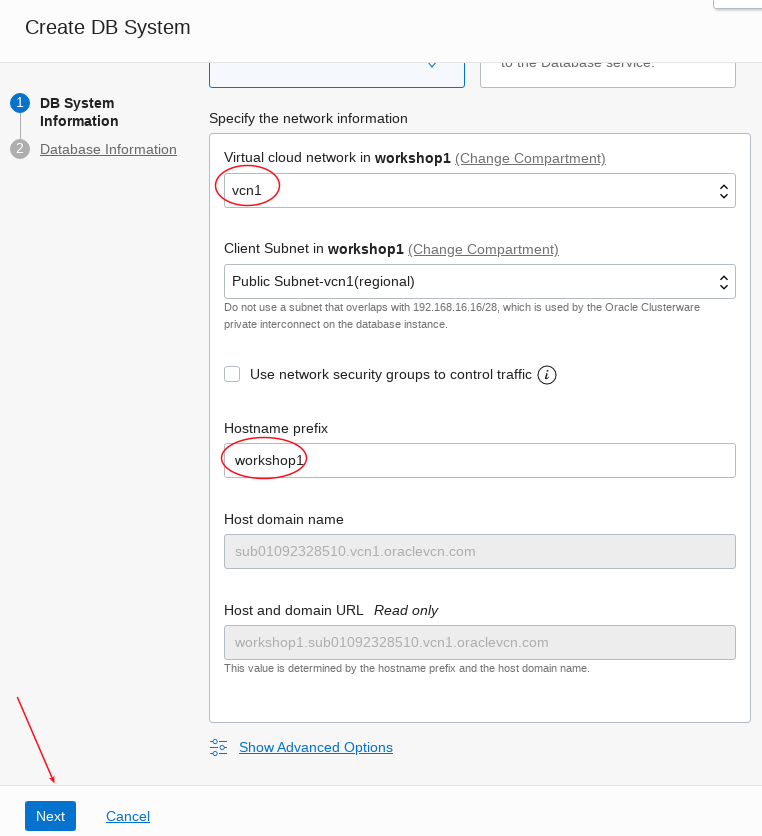 Create DB System
to the Database service.
1 DB System
Information
2 Database Information
Specify the network information
Virtual cloud network in workshop1 (Change Compartment)
vcn1
Client Subnet in workshop1 (Change Compartment)
Public Subnet-vcn1(regional)
Do not use a subnet that overlaps with 192.168.16.16/28, which is used by the Oracle Clusterware
private interconnect on the database instance.
Use network security groups to control traffic i
Hostname prefix
workshop1
Host domain name
sub01092328510.vcn1.oraclevcn.com
Host and domain URL Read only
workshop1.sub01092328510.vcn1.oraclevcn.com
This value is determined by the hostname prefix and the host domain name.
Show Advanced Options
Next Cancel